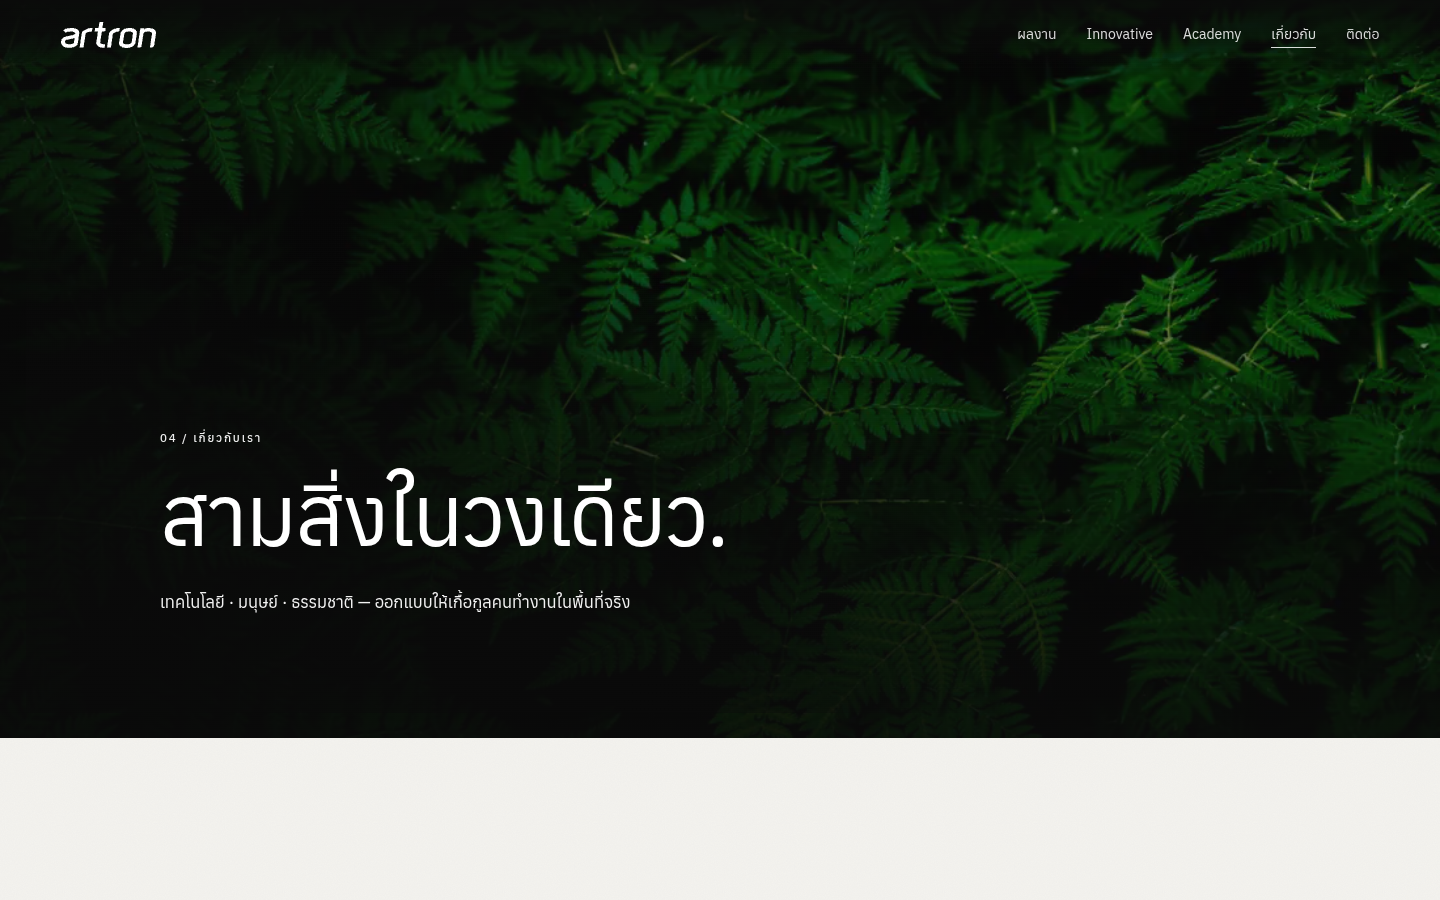 artron
ผลงาน Innovative Academy เกี่ยวกับ ติดต่อ
04 / เกี่ยวกับเรา
สามสิ่งในวงเดียว.
เทคโนโลยี · มนุษย์ · ธรรมชาติ — ออกแบบให้เกื้อกูลคนทำงานในพื้นที่จริง